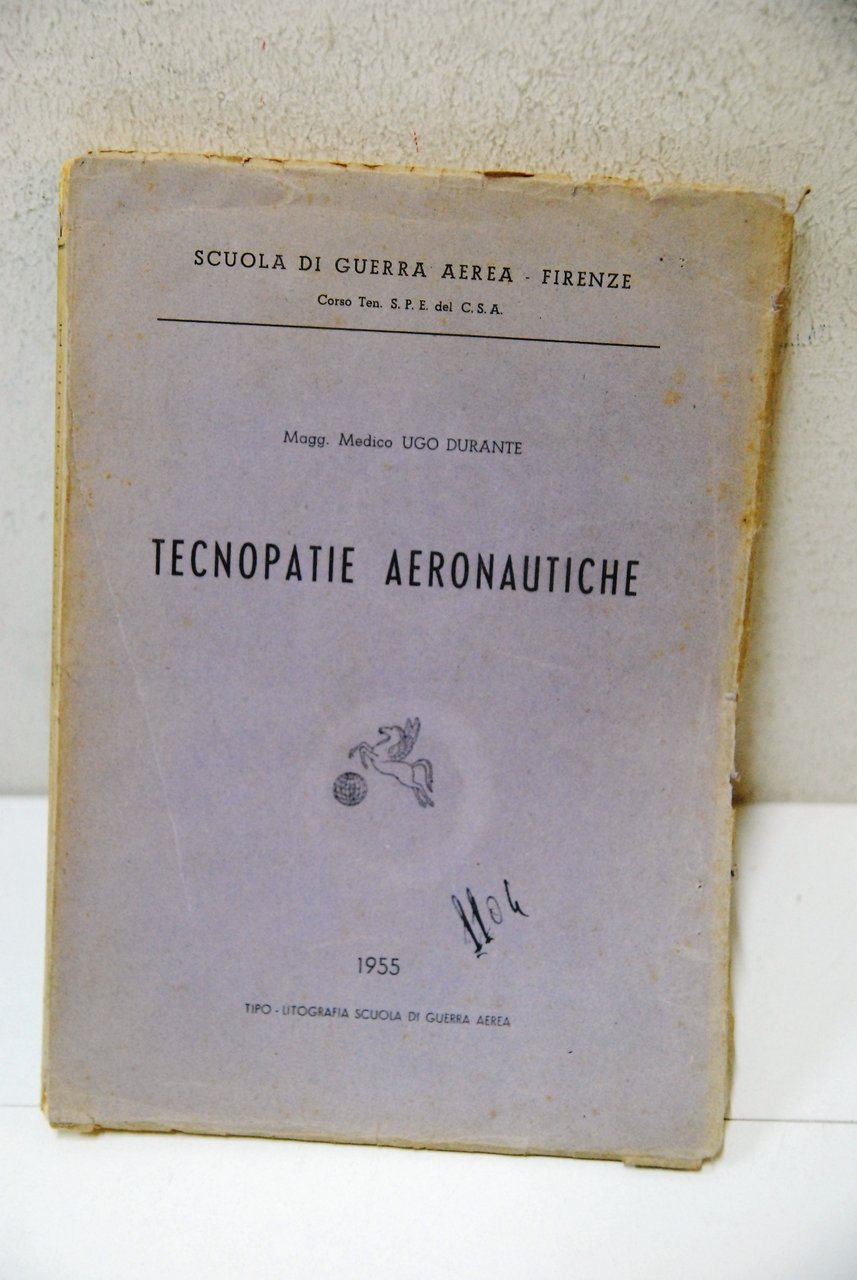 SCUOLA DI GUERRA AEREA - FIRENZE
Corso Ten. S. P. E. del C. S. A.
Magg. Medico UGO DURANTE
TECNOPATIE AERONAUTICHE
1104
1955
TIPO - LITOGRAFIA SCUOLA DI GUERRA AEREA